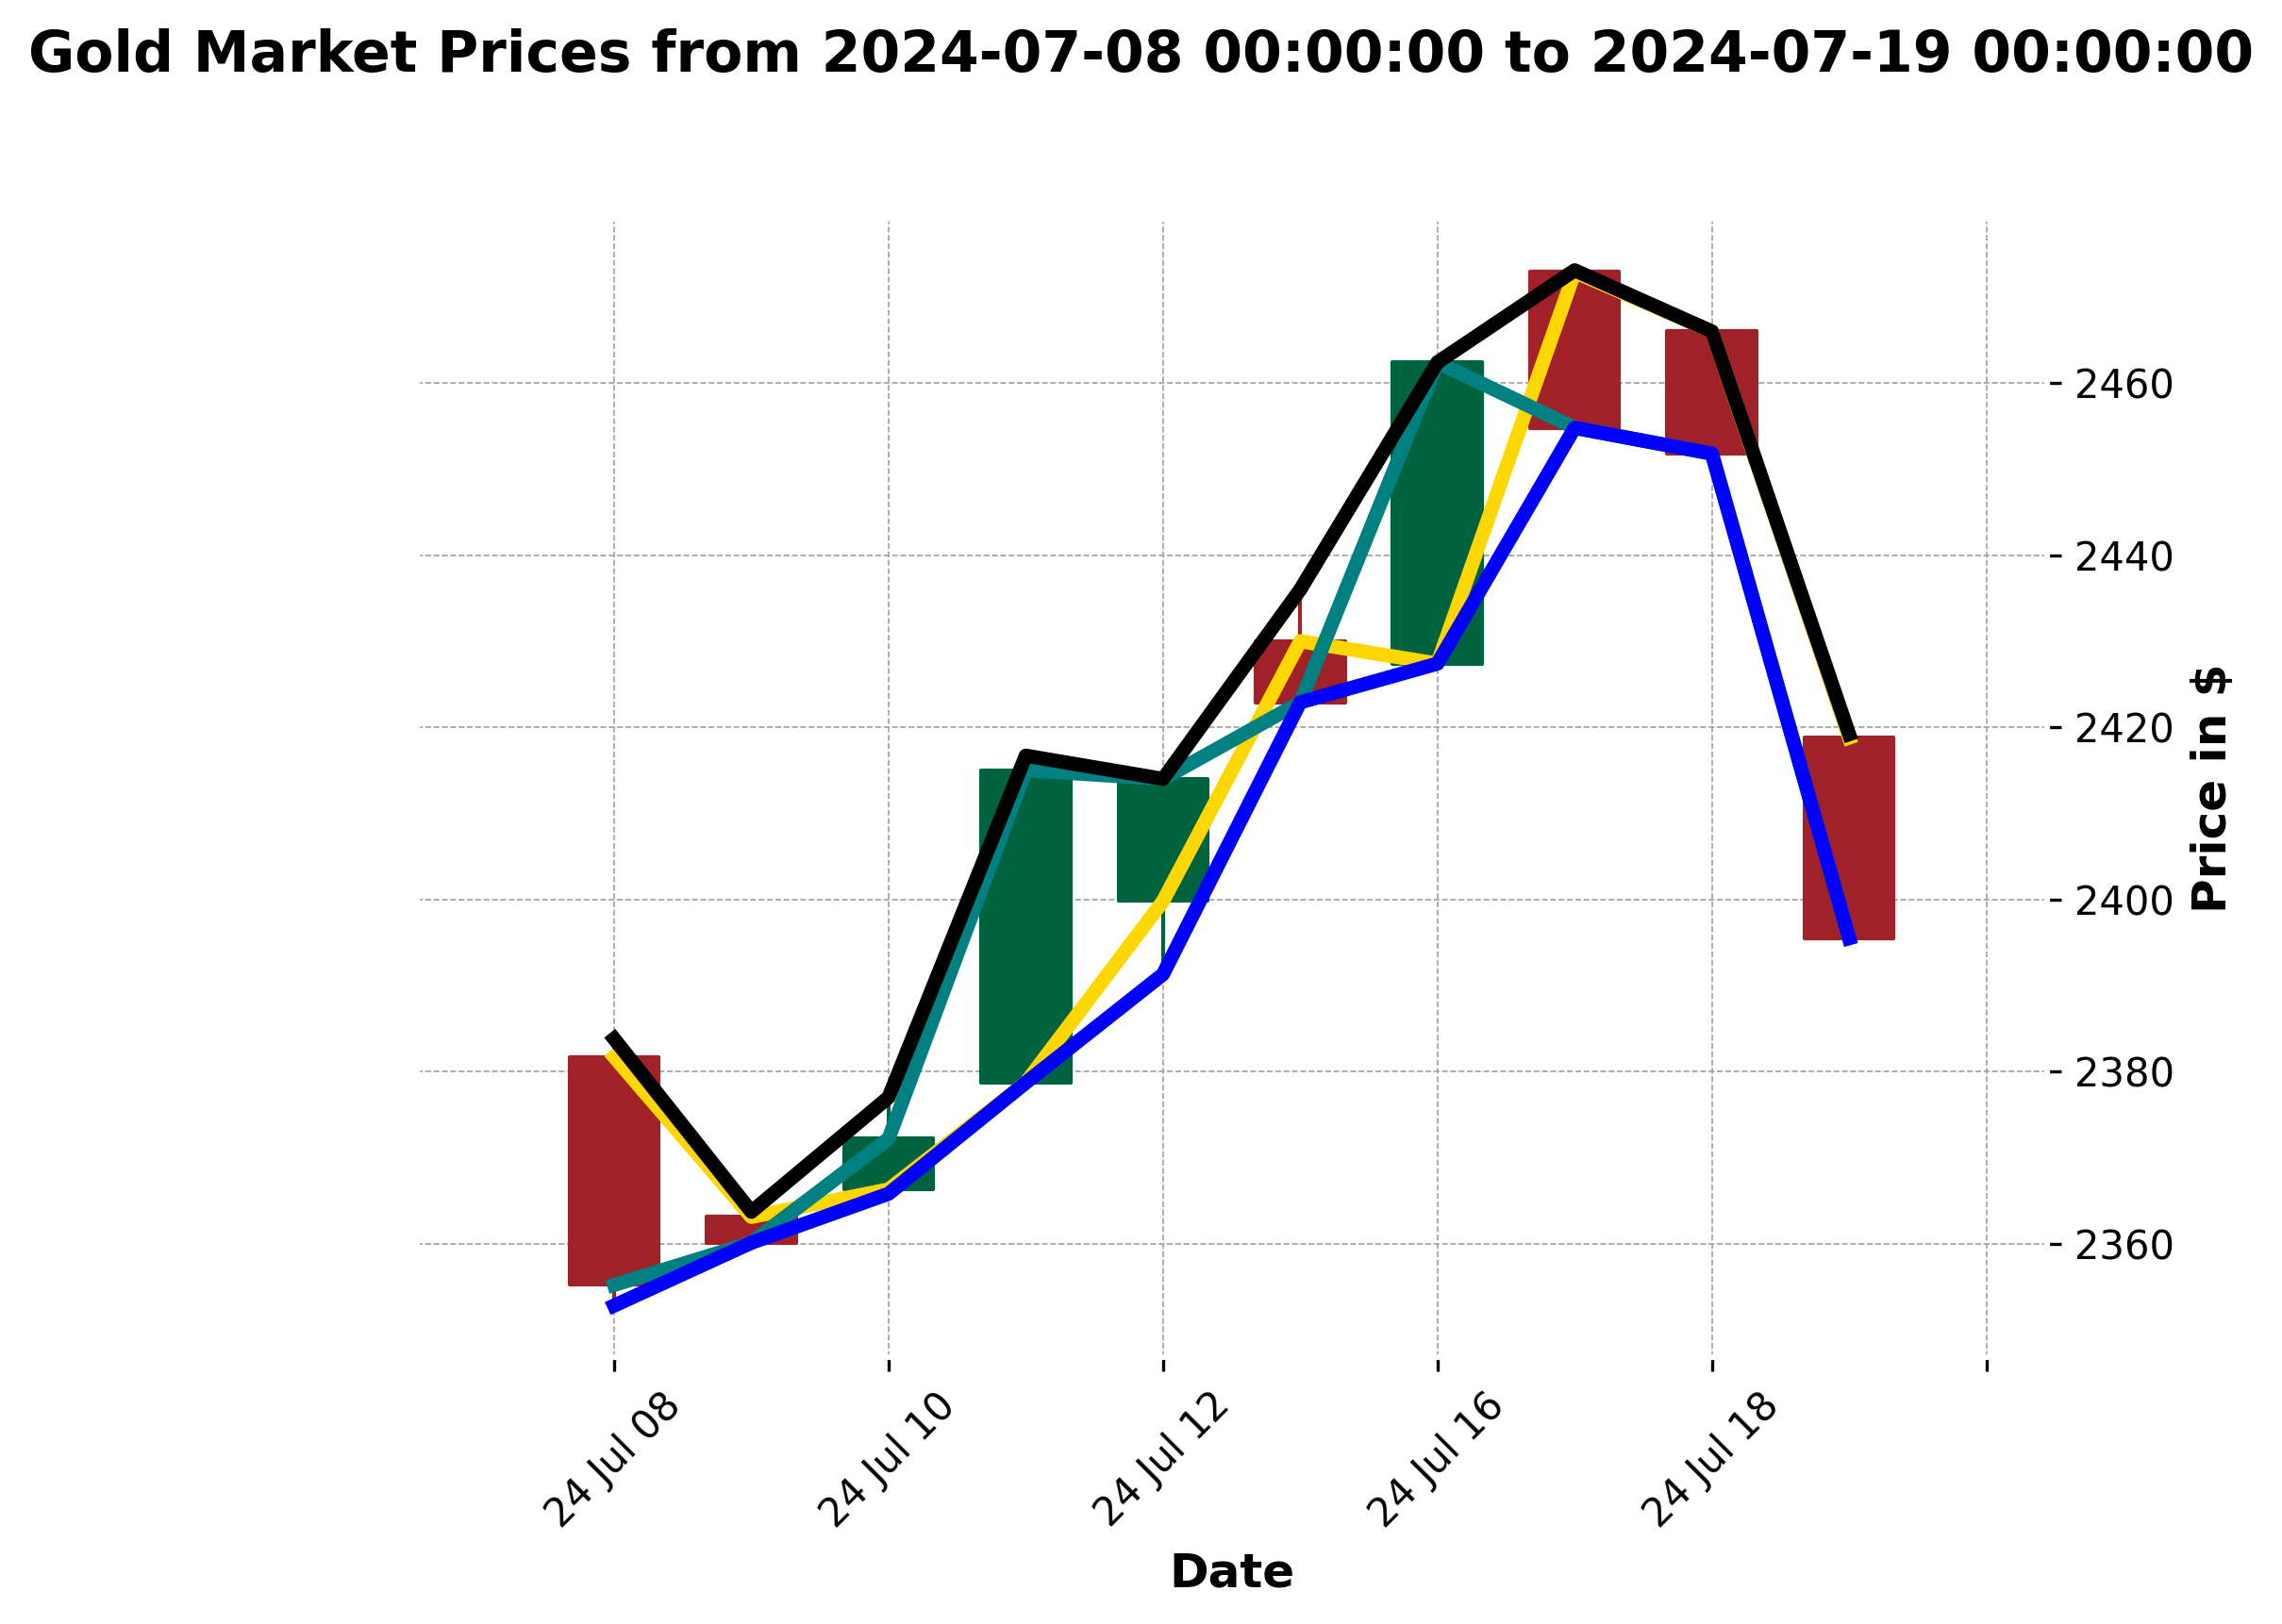 Gold Market Prices from 2024-07-08 00:00:00 to 2024-07-19 00:00:00
2460
2440
2420
2400
2380
2360
Price in $
24 Jul 08
24 Jul 10
24 Jul 12
24 Jul 16
24 Jul 18
Date